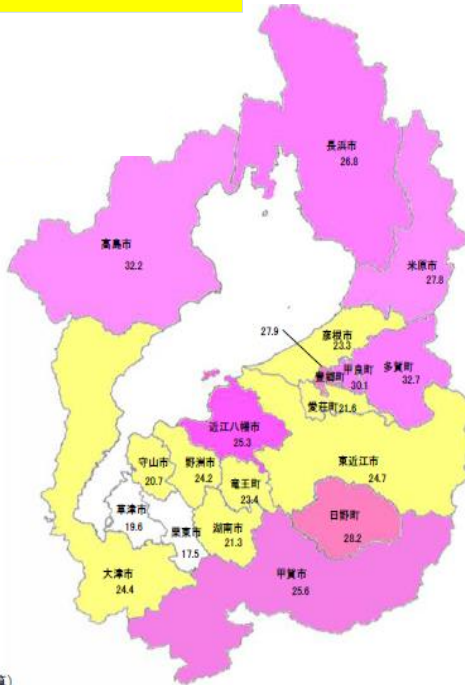 長浜市
26.8
高島市
32.2
米原市
27.8
27.9
彦根市
23.3
豊郷町
甲良町
30.1
多賀町
32.7
愛荘町21.6
近江八幡市
25.3
東近江市
24.7
守山市
20.7
野洲市
24.2
竜王町
23.4
草津市
19.6
栗東市
17.5
湖南市
21.3
日野町
28.2
大津市
24.4
甲賀市
25.6